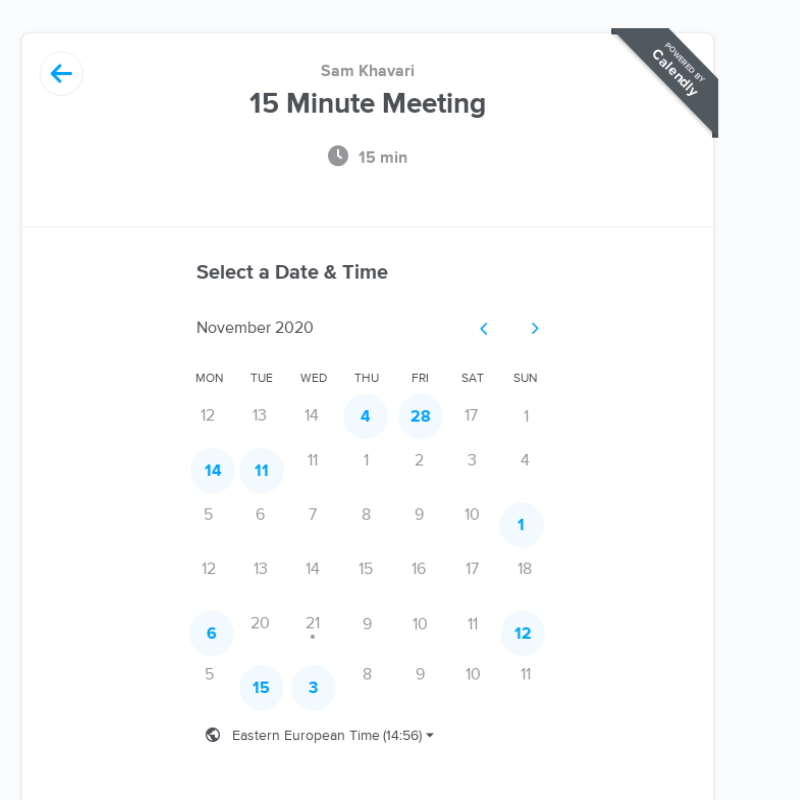 POWERED BY
Calendly
Sam Khavari
15 Minute Meeting
15 min
Select a Date & Time
November 2020
MON TUE WED THU FRI SAT SUN
12 13 14 4 28 17 1
14 11 11 1 2 3 4
5 6 7 8 9 10 1
12 13 14 15 16 17 18
6 20 21 9 10 11 12
5 15 3 8 9 10 11
Eastern European Time (14:56)